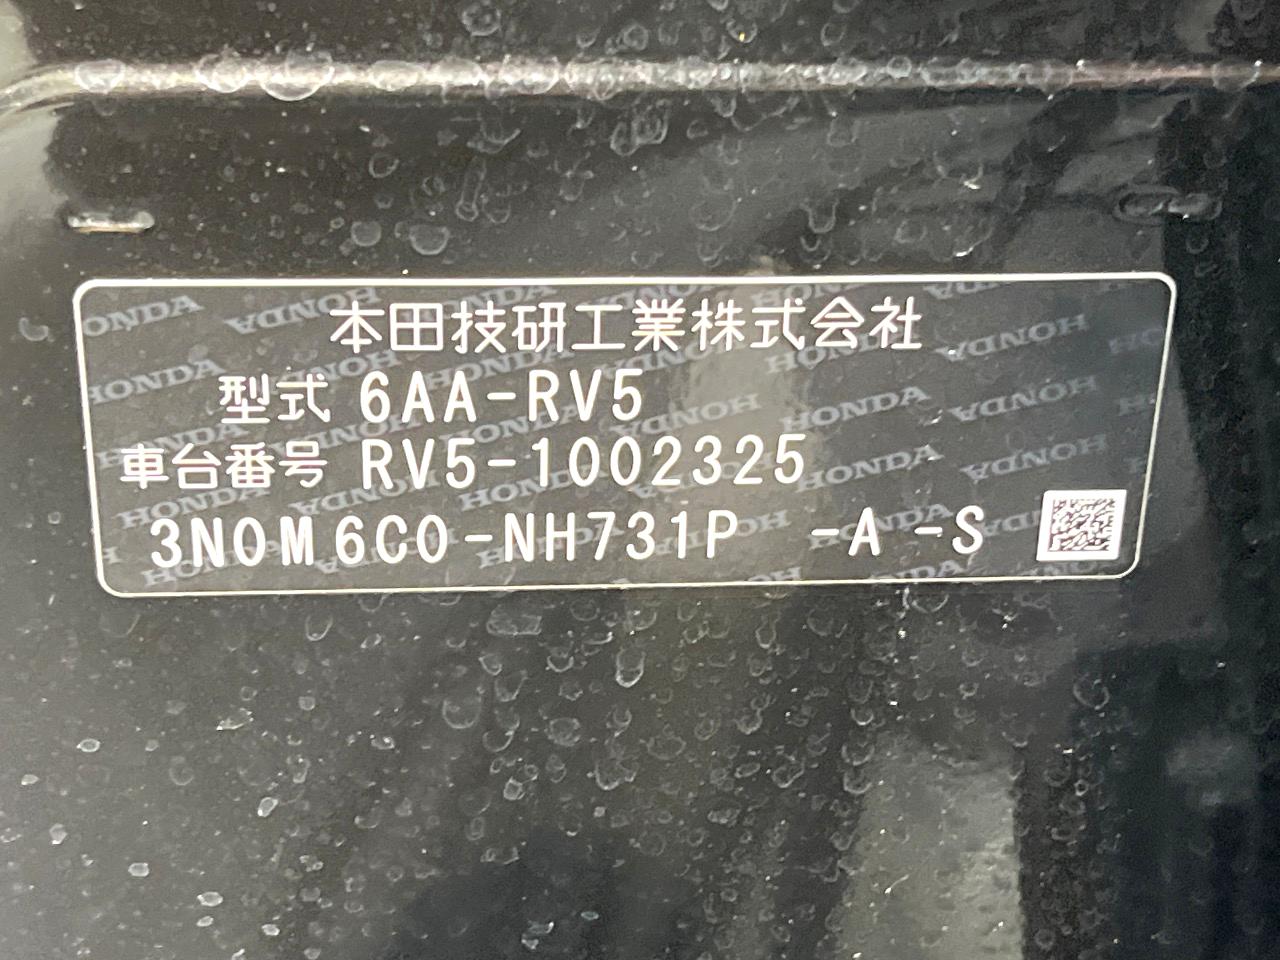 本田技研工業株式会社
型式 6AA-RV5
車台番号 RV5-1002325
3N0M6C0-NH731P -A -S